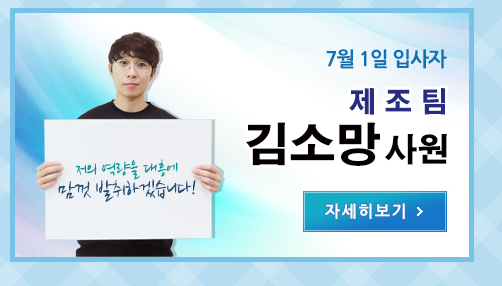 7월 1일 입사자
제 조 팀
김소망 사원
저의 역량을 대흥에
맘껏 발취하겠습니다!
자세히보기 >